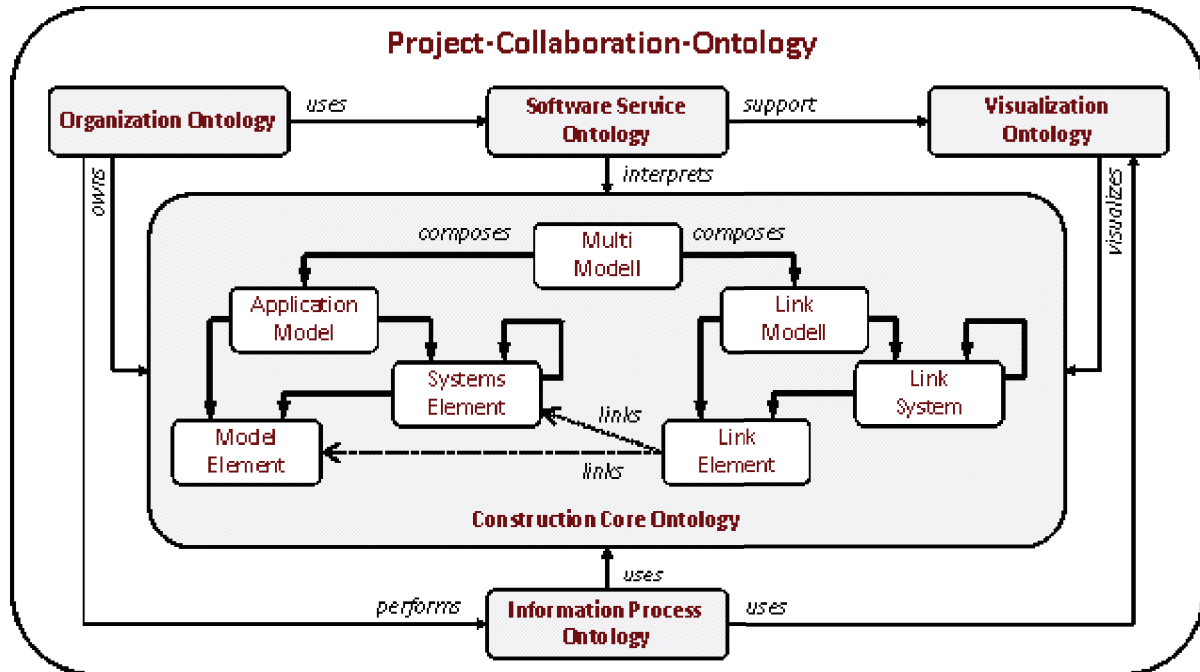 Project-Collaboration-Ontology
Organization Ontology
uses
Software Service
Ontology
support
Visualization
Ontology
owns
interprets
visualizes
composes
Multi
Modell
composes
Application
Model
Link
Modell
Systems
Element
Link
System
links
Model
Element
links
Link
Element
Construction Core Ontology
uses
performs
Information Process
Ontology
uses